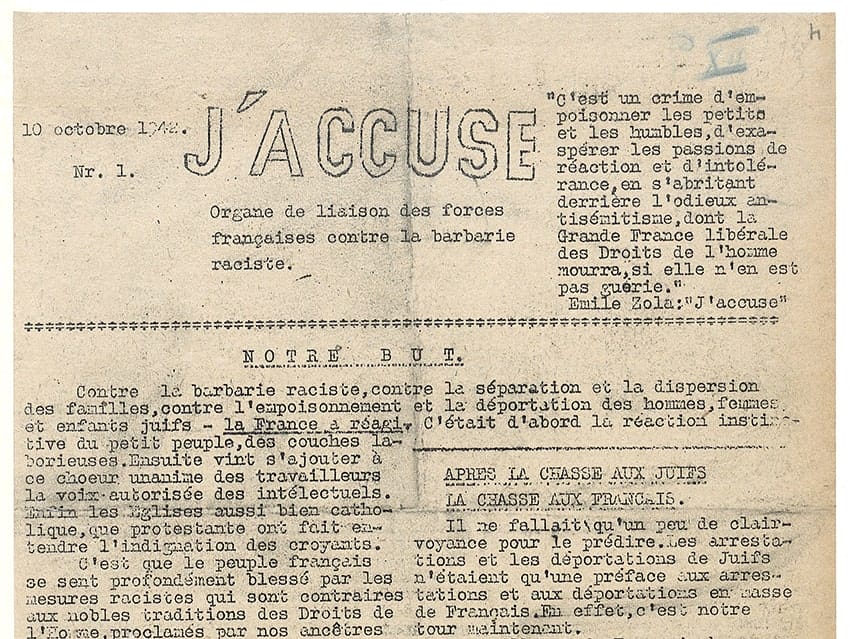 4
10 octobre 1942.
Nr. 1.
J'ACCUSE
Organe de liaison des forces
françaises contre la barbarie
raciste.
"C'est un crime d'em-
poisonner les petits
et les humbles,d'exa-
spérer les passions de
réaction et d'intolé-
rance,en s'abritant
derrière l'odieux an-
tisémitisme,dont la
Grande France libérale
des Droits de l'homme
mourra,si elle n'en est
pas guérie."
Emile Zola:"J'accuse"
NOTRE BUT.
Contre la barbarie raciste,contre la séparation et la dispersion
des familles,contre l'empoisonnement et la déportation des hommes,femmes
et enfants juifs - la France a réagi. C'était d'abord la réaction instinc-
tive du petit peuple,des couches la-
borieuses.Ensuite vint s'ajouter à
ce choeur unanime des travailleurs
la voix autorisée des intélectuels.
Enfin les Eglises aussi bien catho-
lique,que protestante ont fait en-
tendre l'indignation des croyants.
C'est que le peuple français
se sent profondément blessé par les
mesures racistes qui sont contraires
aux nobles traditions des Droits de
l'Homme,proclamés par nos ancêtres
APRES LA CHASSE AUX JUIFS
LA CHASSE AUX FRANCAIS.
Il ne fallait qu'un peu de clair-
voyance pour le prédire.Les arresta-
tions et les déportations de Juifs
n'étaient qu'une préface aux arres-
tations et aux déportations en masse
de Français.En effet,c'est notre
tour maintenant.